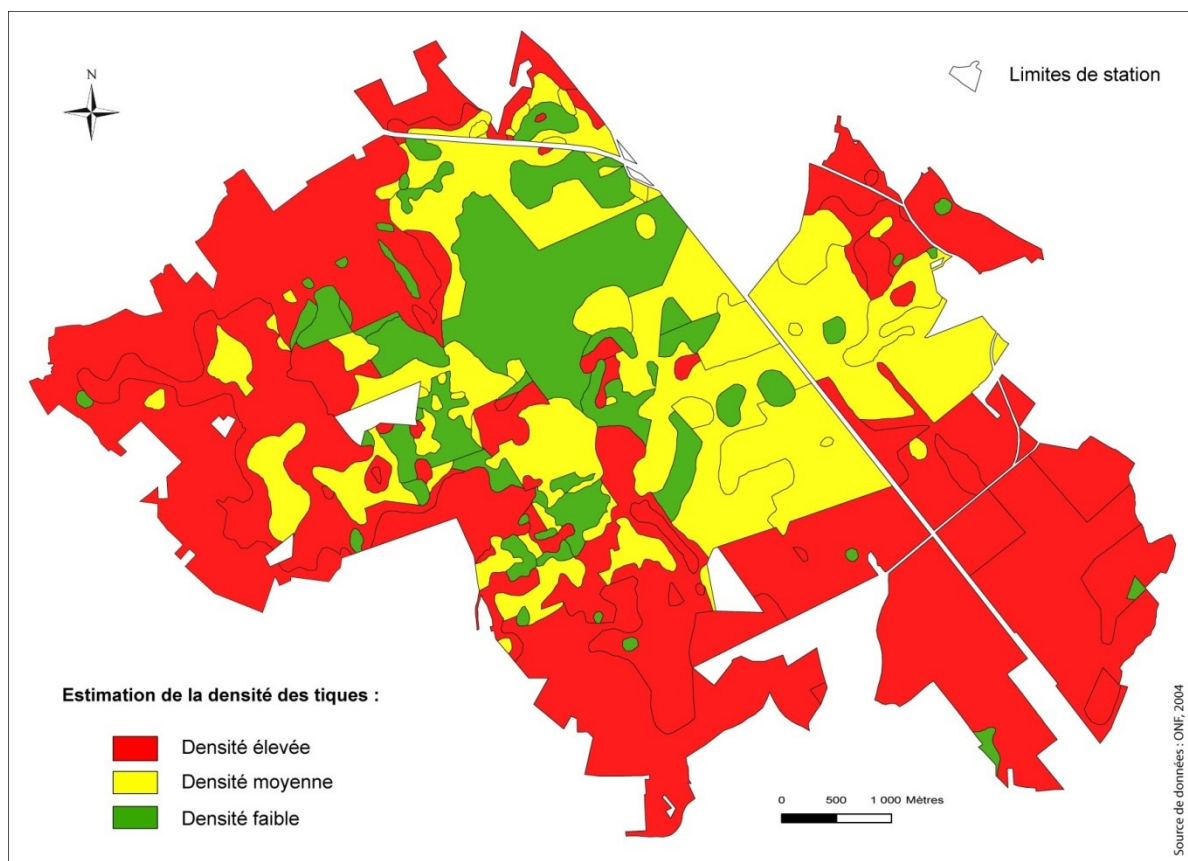 N
Limites de station
Estimation de la densité des tiques :
Densité élevée
Densité moyenne
Densité faible
0 500 1 000 Mètres
Source de données : ONF, 2004